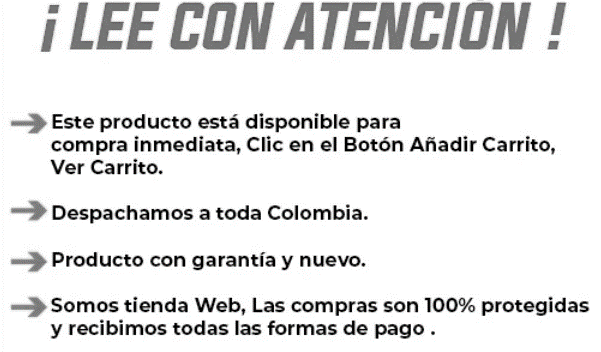 ¡ LEE CON ATENCIÓN !
Este producto está disponible para
compra inmediata, Clic en el Botón Añadir Carrito,
Ver Carrito.
Despachamos a toda Colombia.
Producto con garantía y nuevo.
Somos tienda Web, Las compras son 100% protegidas
y recibimos todas las formas de pago .